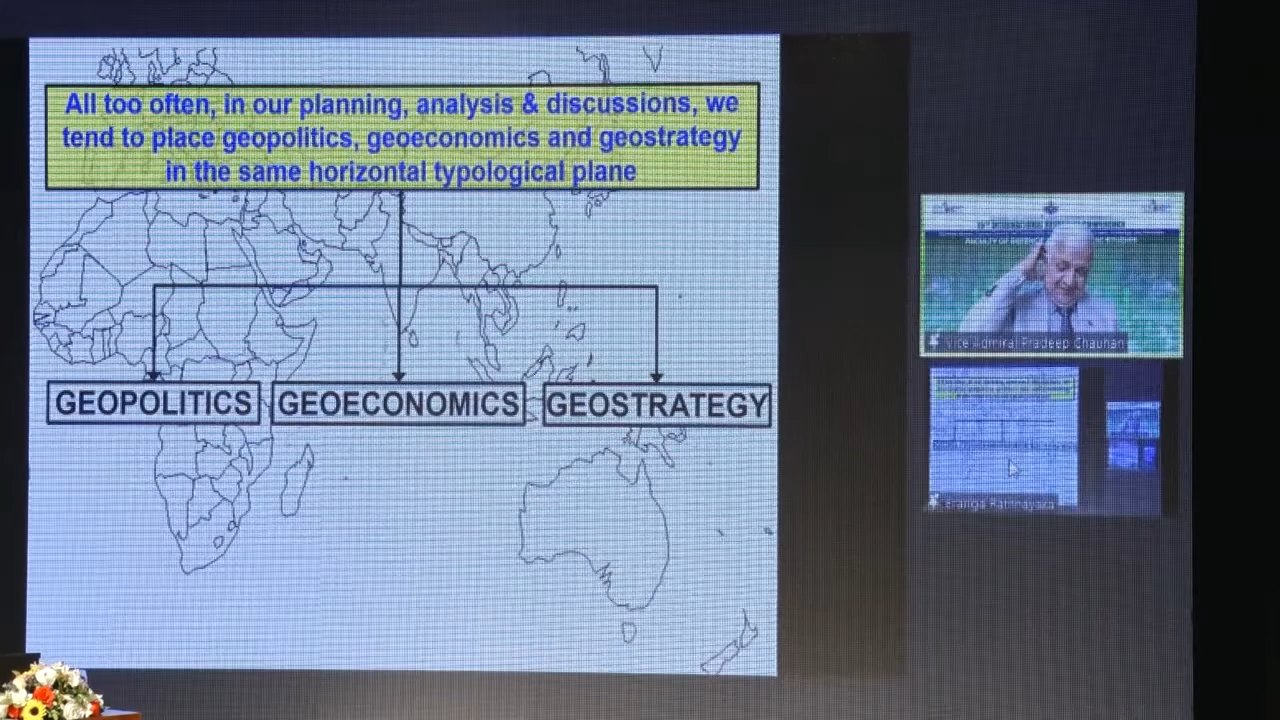 All too often, in our planning, analysis & discussions, we
tend to place geopolitics, geoeconomics and geostrategy
in the same horizontal typological plane
GEOPOLITICS
GEOECONOMICS
GEOSTRATEGY
Vice Admiral Pradeep Chauhan